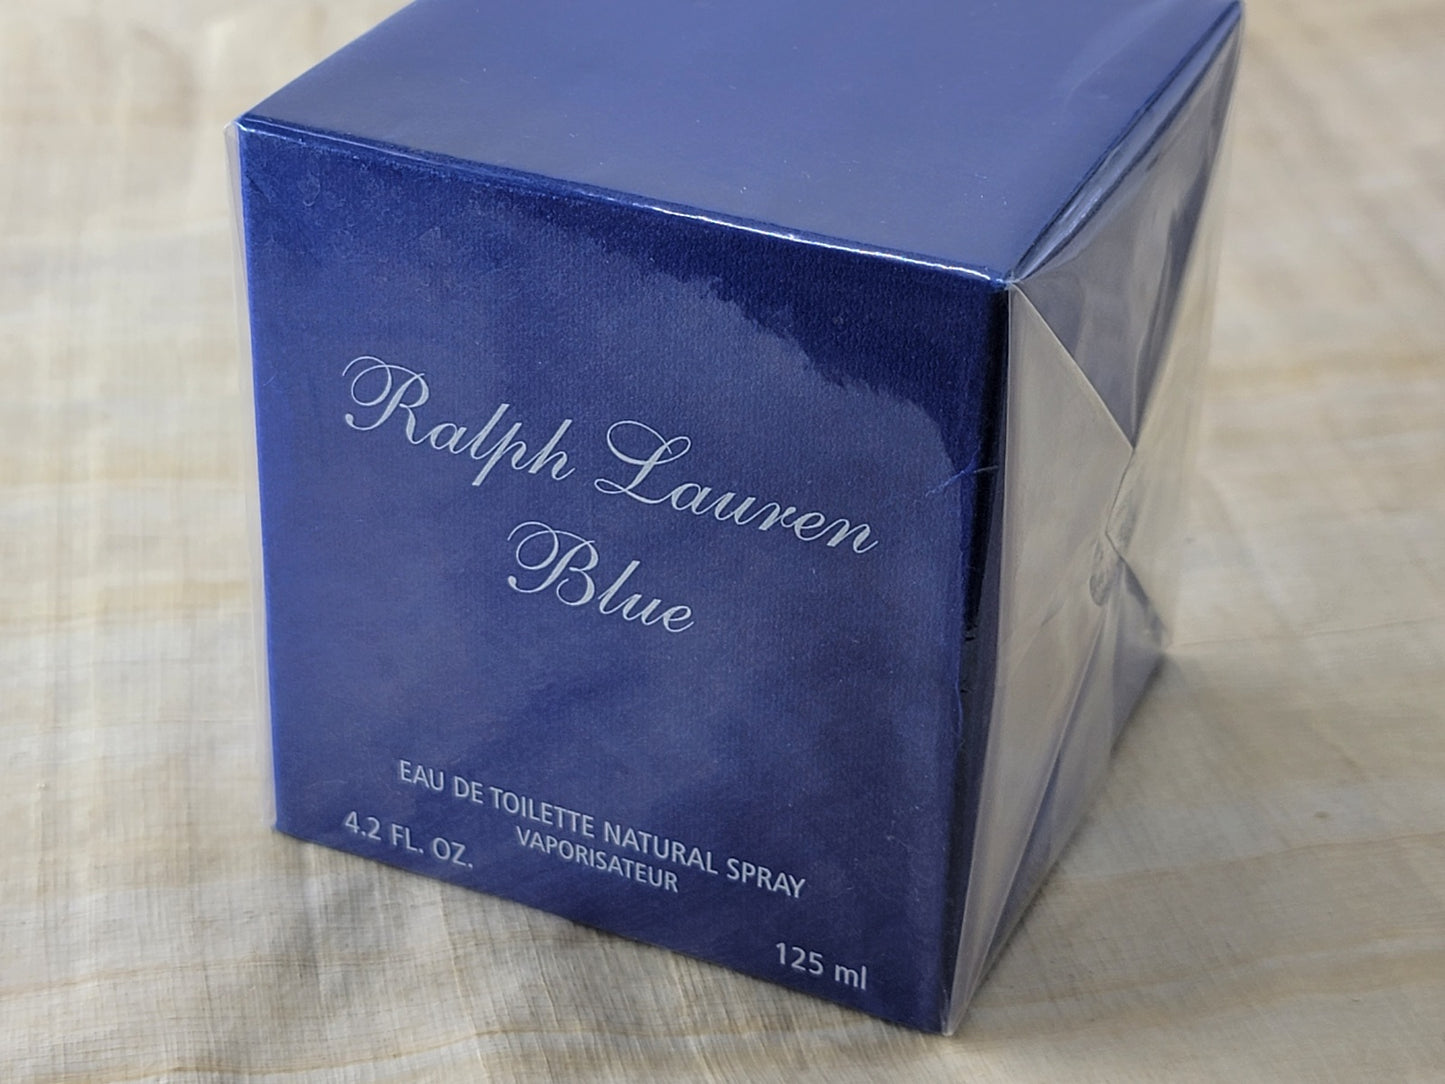 Ralph Lauren
Blue
EAU DE TOILETTE NATURAL SPRAY
VAPORISATEUR
4.2 FL. OZ.
125 ml